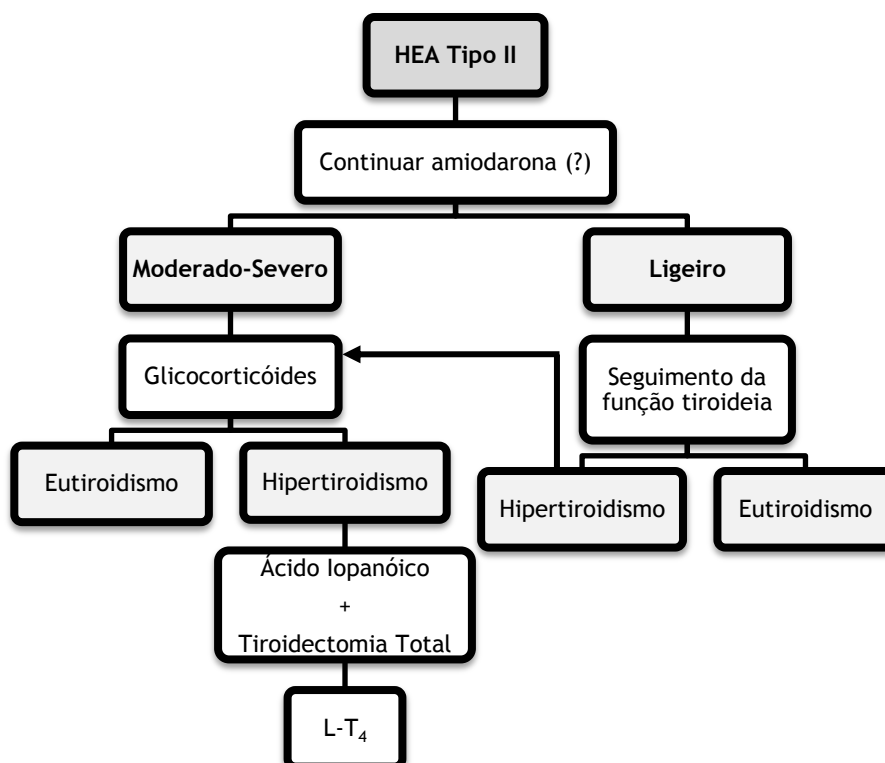 HEA Tipo II
Continuar amiodarona (?)
Moderado-Severo
Ligeiro
Glicocorticóides
Seguimento da
função tiroideia
Eutiroidismo
Hipertiroidismo
Hipertiroidismo
Eutiroidismo
Ácido Iopanóico
+
Tiroidectomia Total
L-T₄